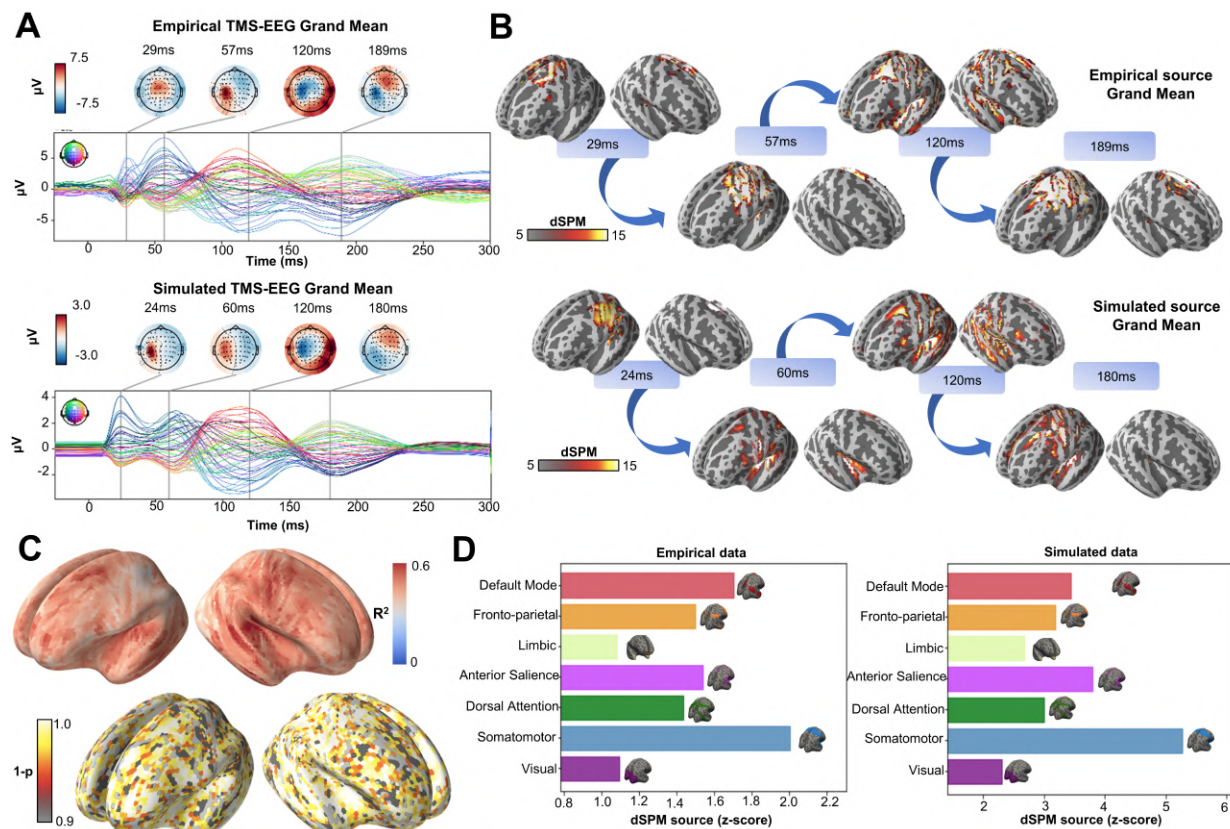 A
Empirical TMS-EEG Grand Mean
29ms 57ms 120ms 189ms
7.5
µV
-7.5
5
0
-5
µV
0 50 100 150 200 250 300
Time (ms)
Simulated TMS-EEG Grand Mean
24ms 60ms 120ms 180ms
3.0
µV
-3.0
4
2
0
-2
µV
0 50 100 150 200 250 300
Time (ms)
B
Empirical source
Grand Mean
29ms
57ms
120ms
189ms
dSPM
5 15
Simulated source
Grand Mean
24ms
60ms
120ms
180ms
dSPM
5 15
C
0.6
R²
0
1.0
1-p
0.9
D
Empirical data
Default Mode
Fronto-parietal
Limbic
Anterior Salience
Dorsal Attention
Somatomotor
Visual
0.8 1.0 1.2 1.4 1.6 1.8 2.0 2.2
dSPM source (z-score)
Simulated data
Default Mode
Fronto-parietal
Limbic
Anterior Salience
Dorsal Attention
Somatomotor
Visual
2 3 4 5 6
dSPM source (z-score)